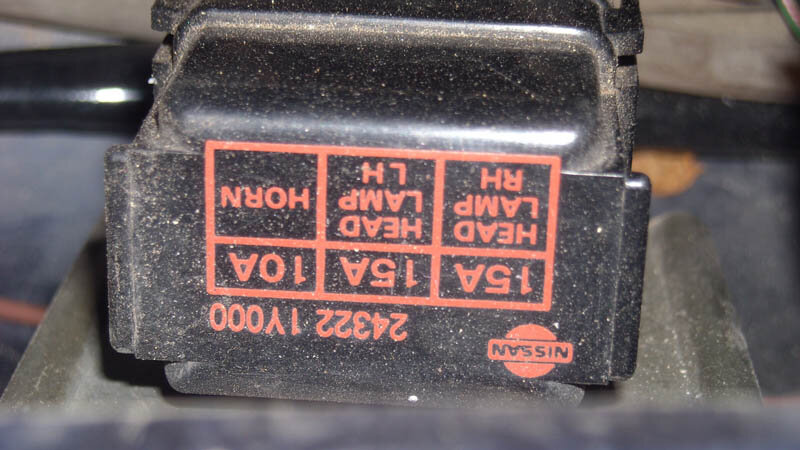 NISSAN
24322 1Y000
15A 15A 10A
HEAD
LAMP
RH
HEAD
LAMP
LH
HORN